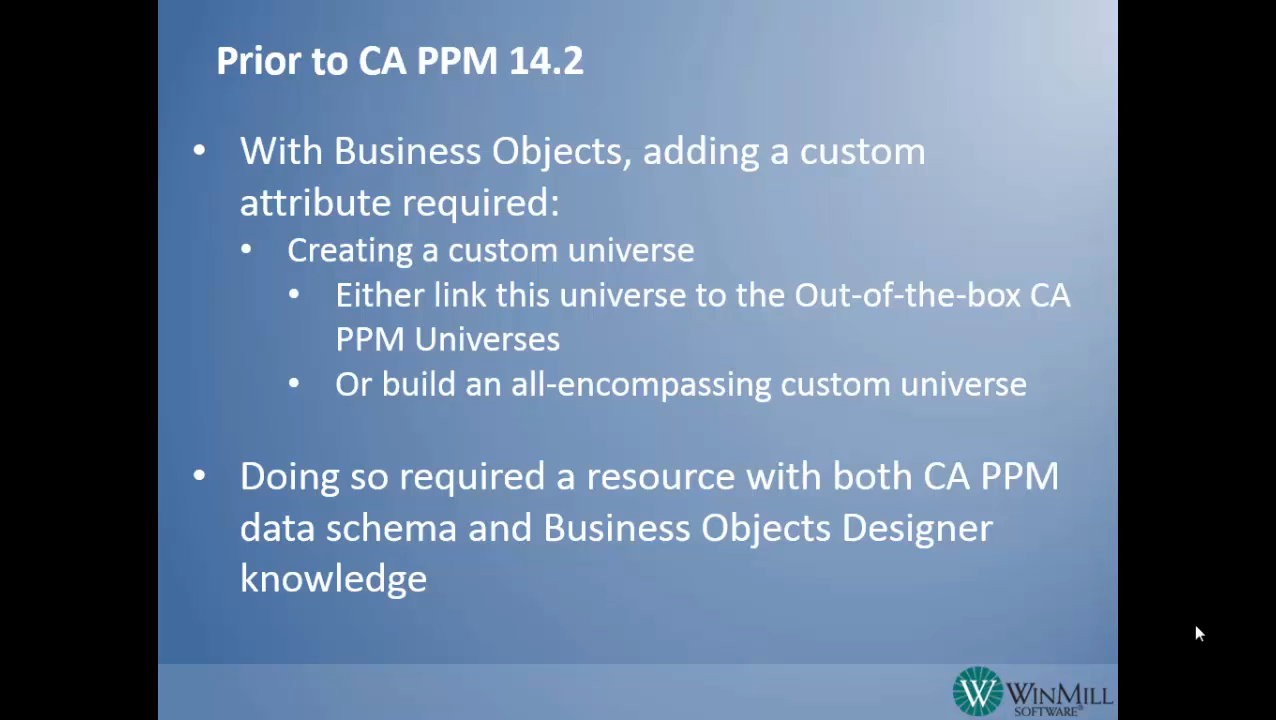 Prior to CA PPM 14.2
• With Business Objects, adding a custom
attribute required:
• Creating a custom universe
• Either link this universe to the Out-of-the-box CA
PPM Universes
• Or build an all-encompassing custom universe
• Doing so required a resource with both CA PPM
data schema and Business Objects Designer
knowledge
W WINMILL
SOFTWARE®